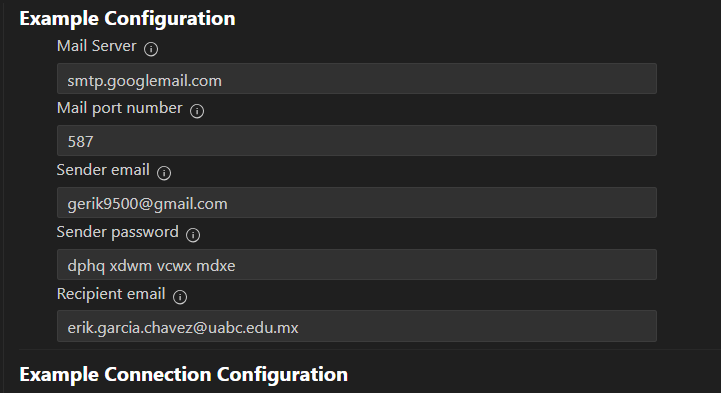 Example Configuration
Mail Server
smtp.googlemail.com
Mail port number
587
Sender email
gerik9500@gmail.com
Sender password
dphq xdwm vcwx mdxe
Recipient email
erik.garcia.chavez@uabc.edu.mx
Example Connection Configuration